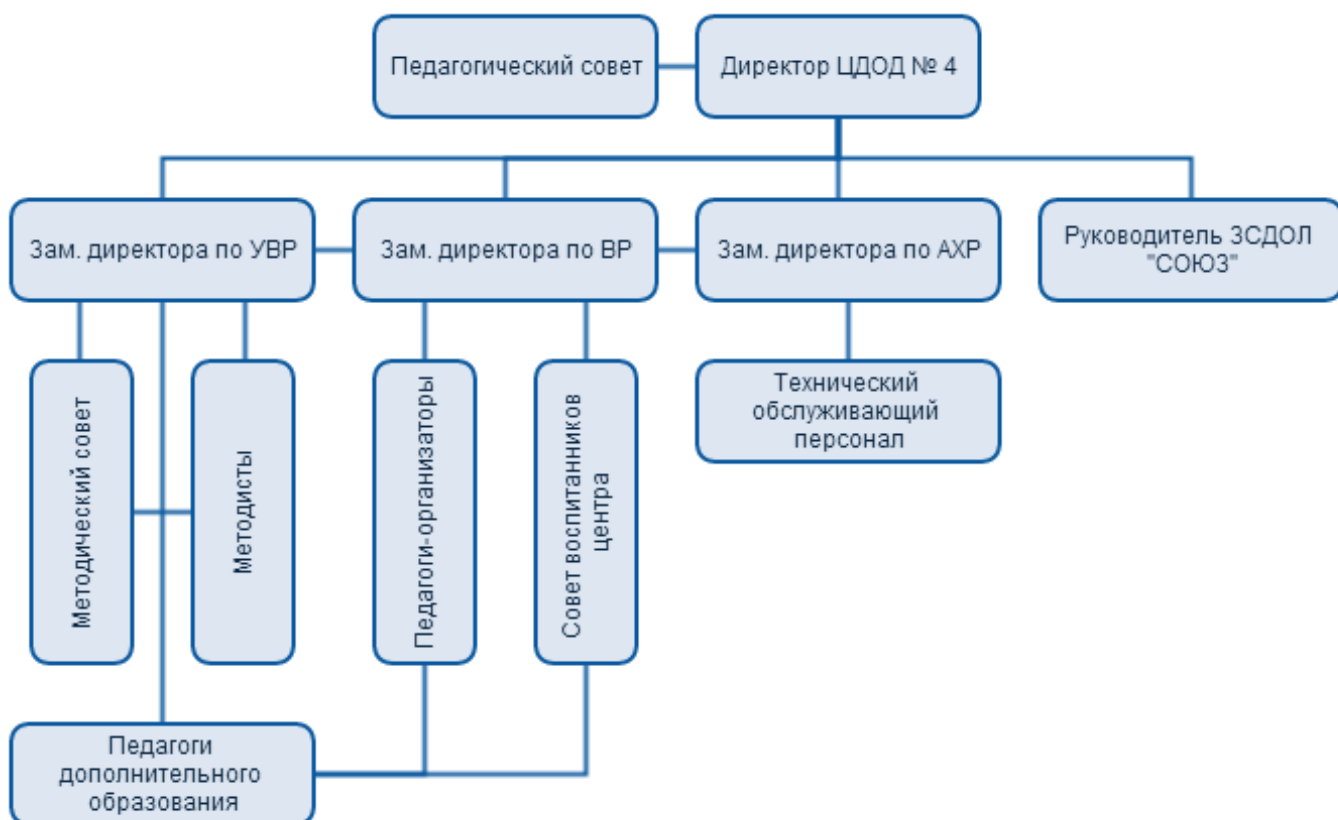 Педагогический совет
Директор ЦДОД № 4
Зам. директора по УВР
Зам. директора по ВР
Зам. директора по АХР
Руководитель ЗСДОЛ
"СОЮЗ"
Методический совет
Методисты
Педагоги-организаторы
Совет воспитанников
центра
Технический
обслуживающий
персонал
Педагоги
дополнительного
образования